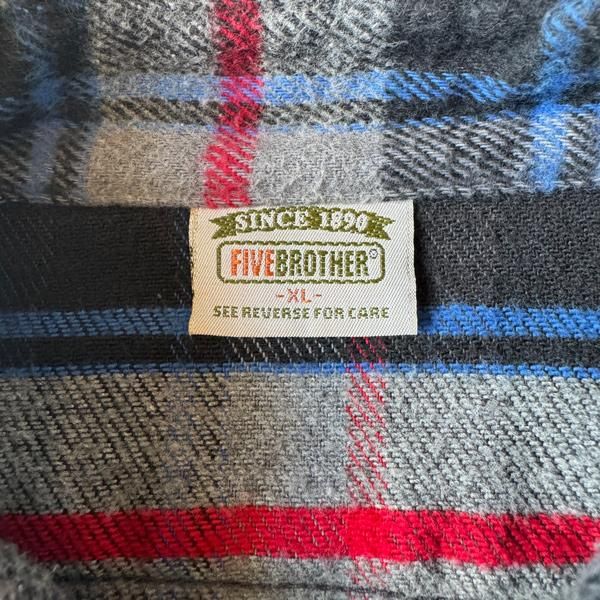 SINCE 1890
FIVEBROTHER©
-XL-
SEE REVERSE FOR CARE